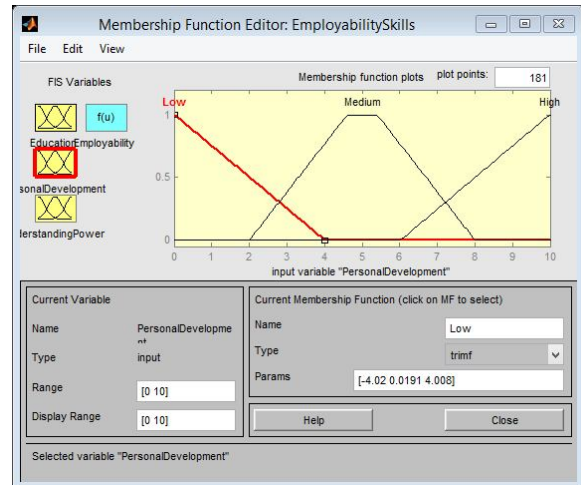 Membership Function Editor: EmployabilitySkills
File Edit View
FIS Variables
f(u)
Education Employability
sonalDevelopment
derstandingPower
Membership function plots plot points: 181
Low Medium High
1
0.5
0
0 1 2 3 4 5 6 7 8 9 10
input variable "PersonalDevelopment"
Current Variable
Name PersonalDevelopme
nt
Type input
Range [0 10]
Display Range [0 10]
Current Membership Function (click on MF to select)
Name Low
Type trimf
Params [-4.02 0.0191 4.008]
Help Close
Selected variable "PersonalDevelopment"